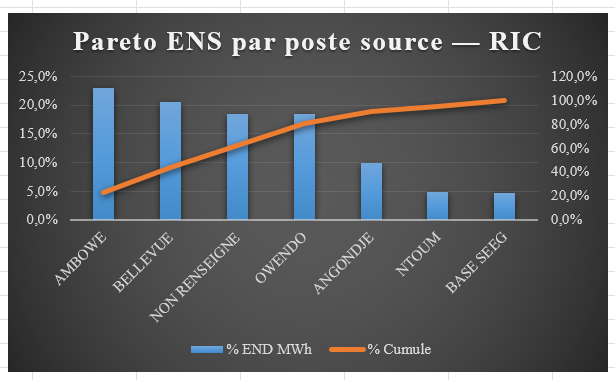 Pareto ENS par poste source — RIC
25,0%
20,0%
15,0%
10,0%
5,0%
0,0%
120,0%
100,0%
80,0%
60,0%
40,0%
20,0%
0,0%
AMBOWE
BELLEVUE
NON RENSEIGNE
OWENDO
ANGONDJE
NTOUM
BASE SEEG
% END MWh
% Cumule